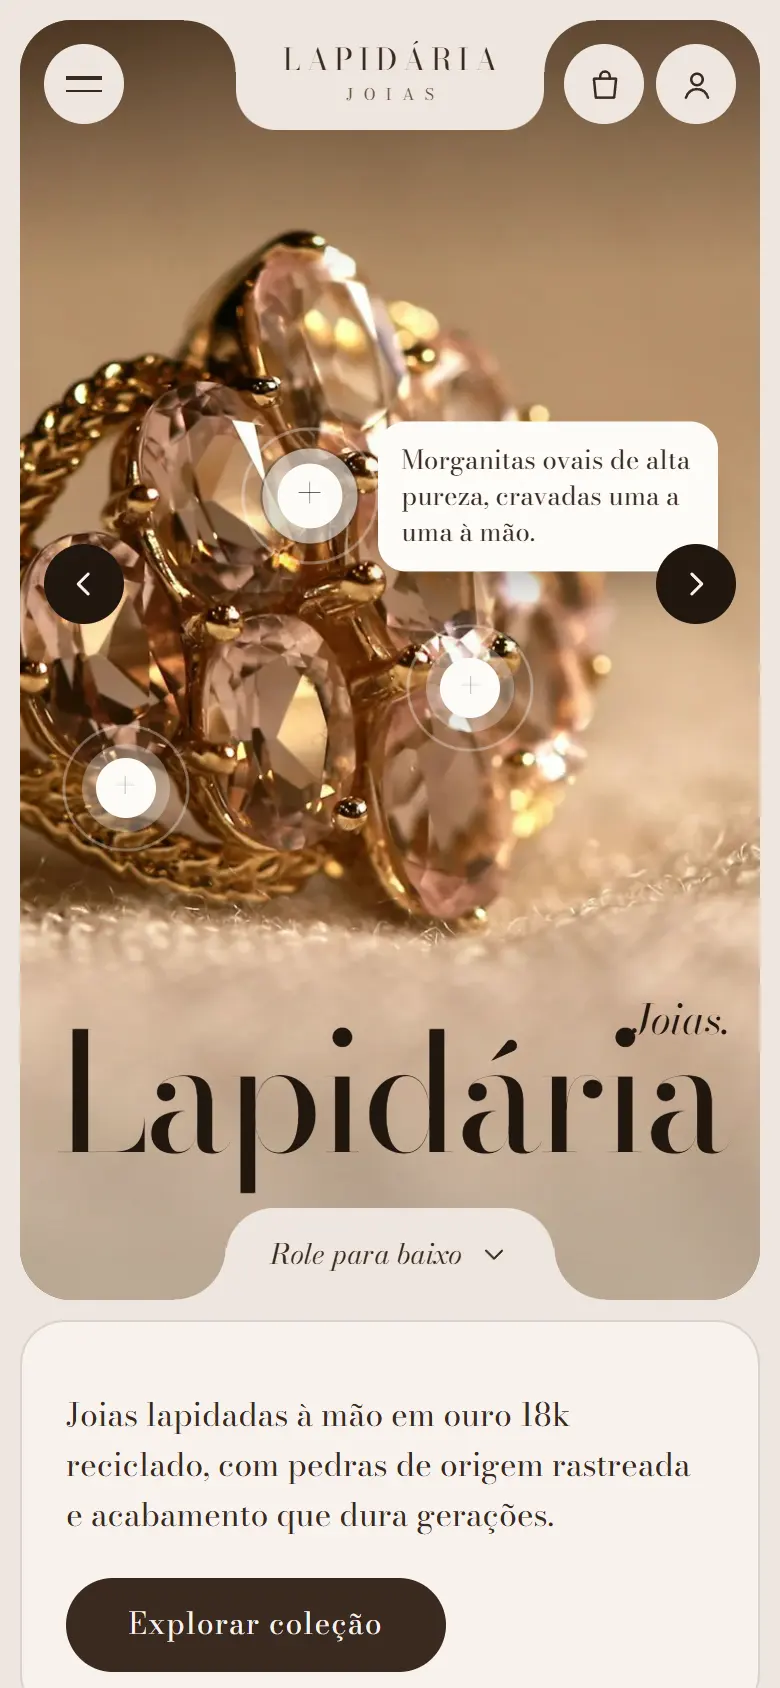 LAPIDÁRIA
JOIAS
Morganitas ovais de alta
pureza, cravadas uma a
uma à mão.
Joias.
Lapidária
Role para baixo
Joias lapidadas à mão em ouro 18k
reciclado, com pedras de origem rastreada
e acabamento que dura gerações.
Explorar coleção